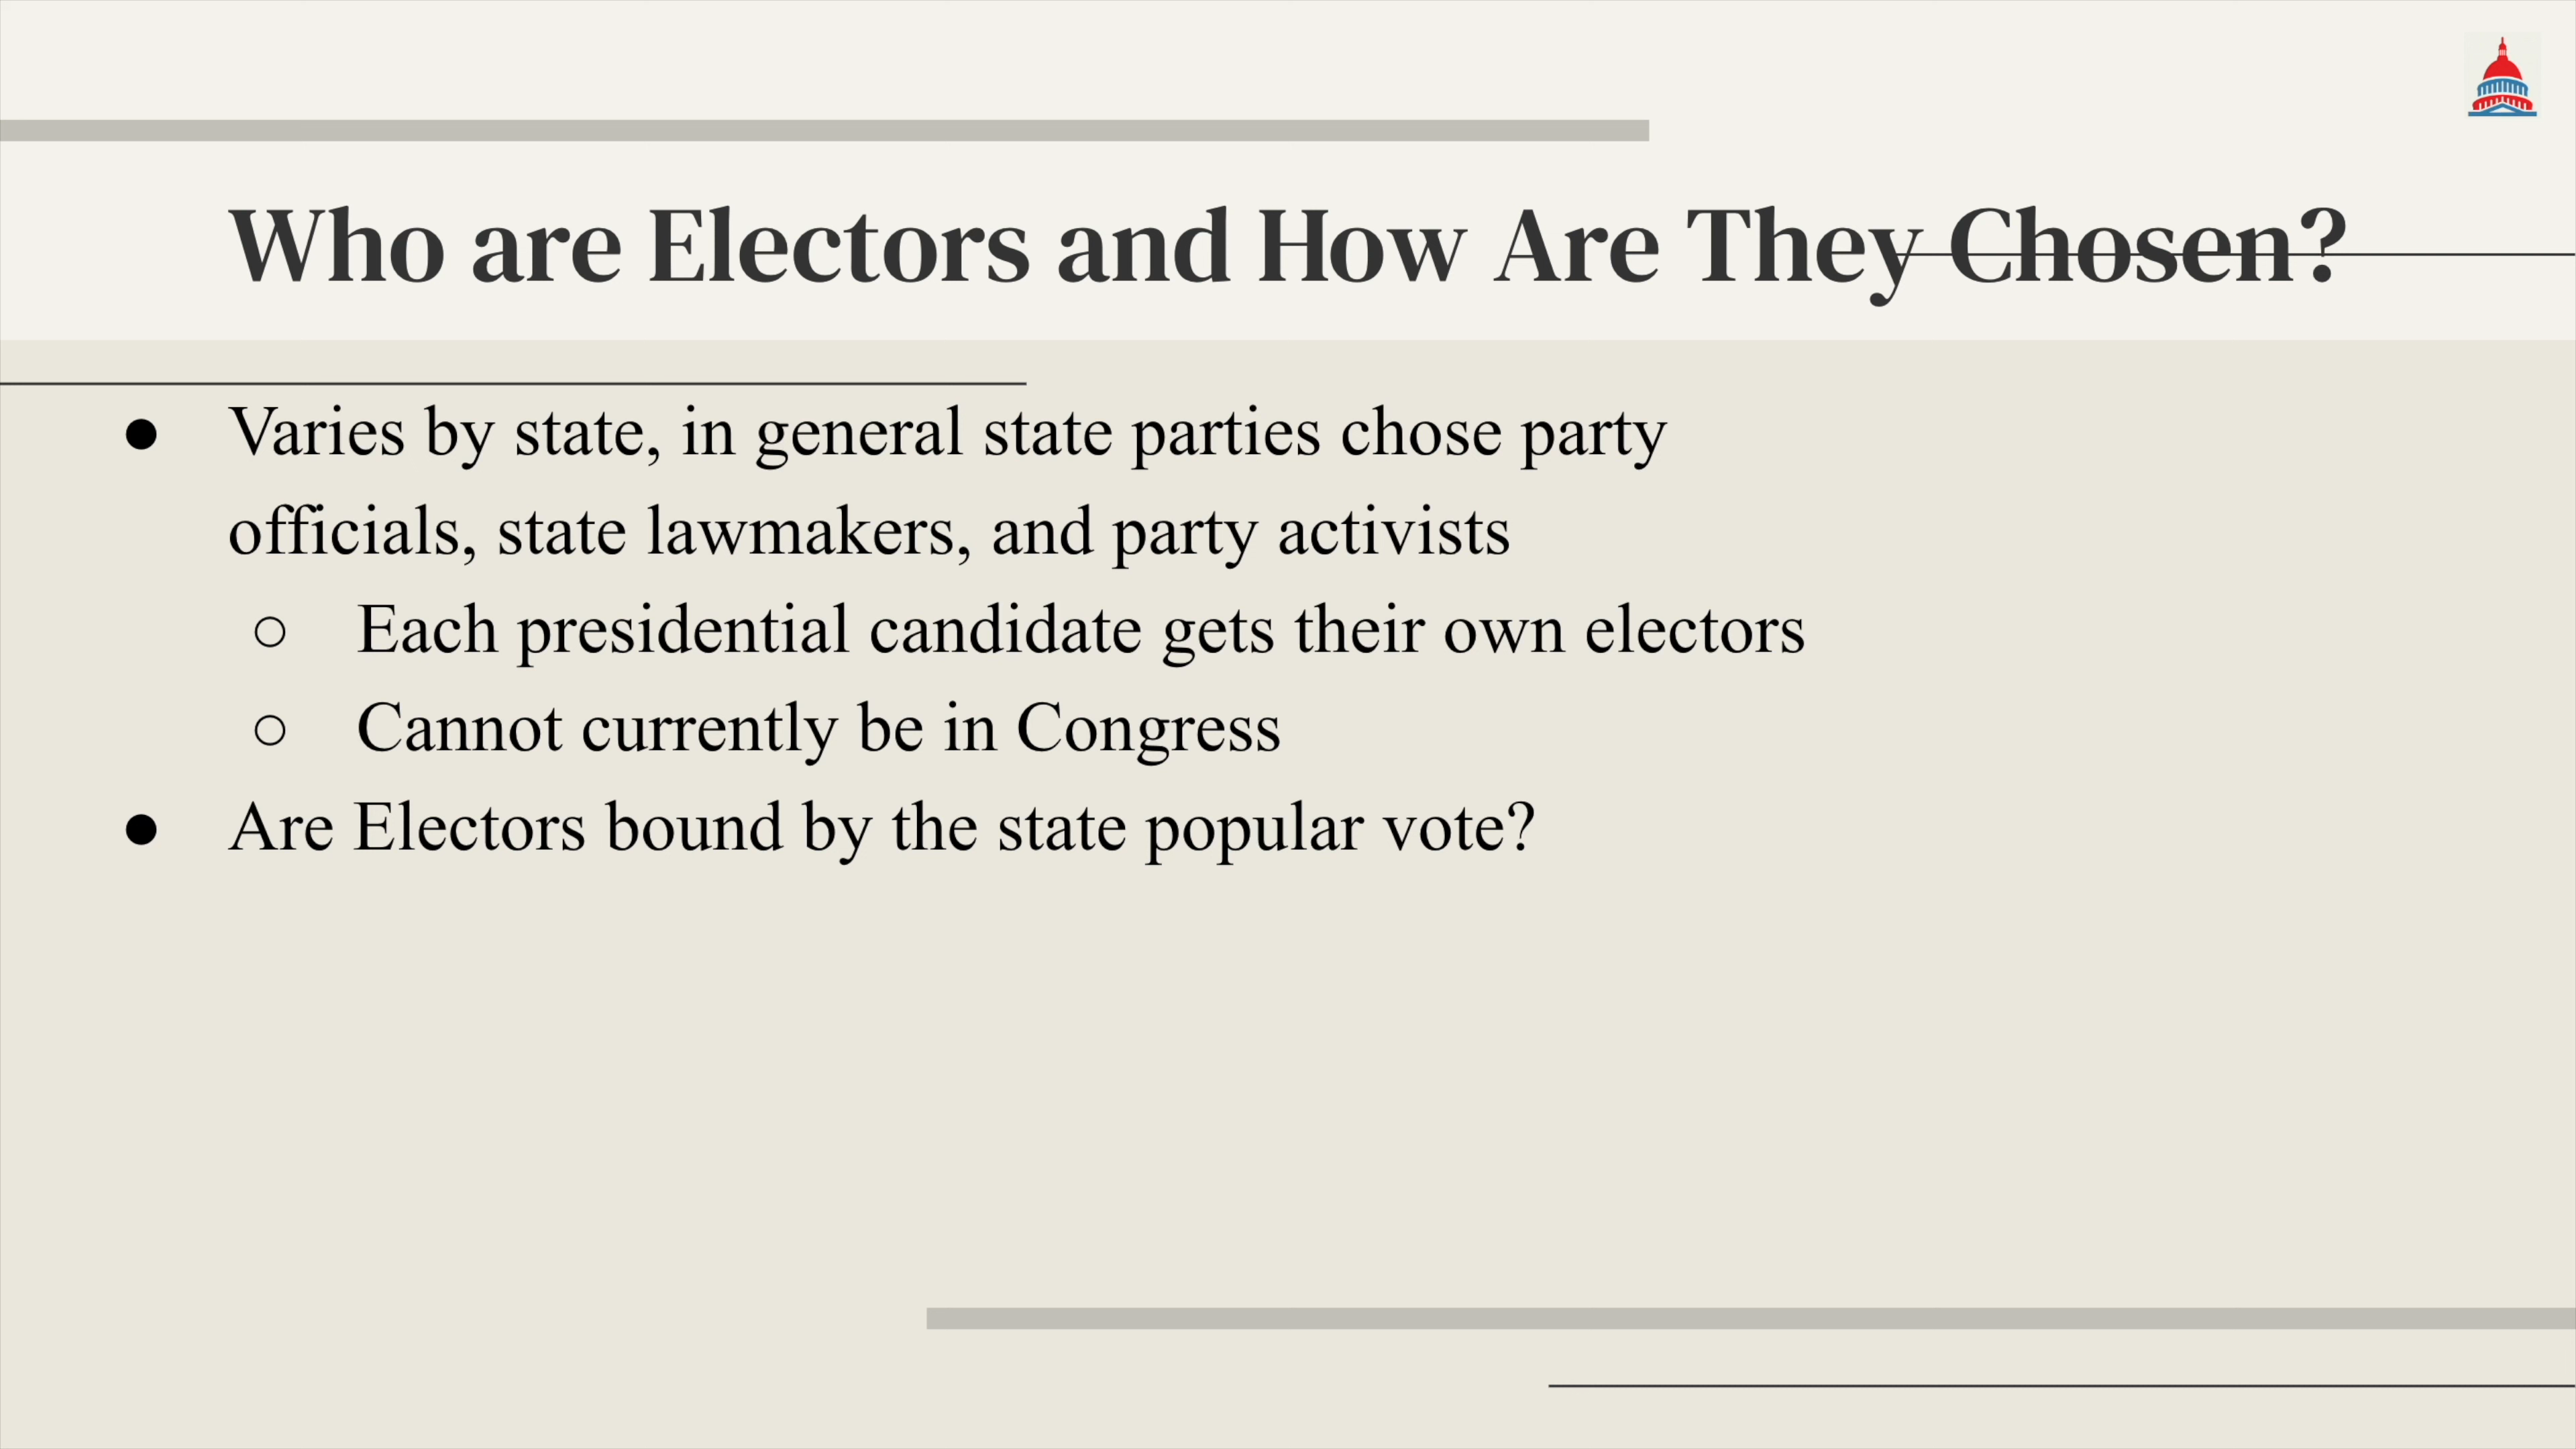 Who are Electors and How Are They Chosen?
● Varies by state, in general state parties chose party
officials, state lawmakers, and party activists
○ Each presidential candidate gets their own electors
○ Cannot currently be in Congress
● Are Electors bound by the state popular vote?